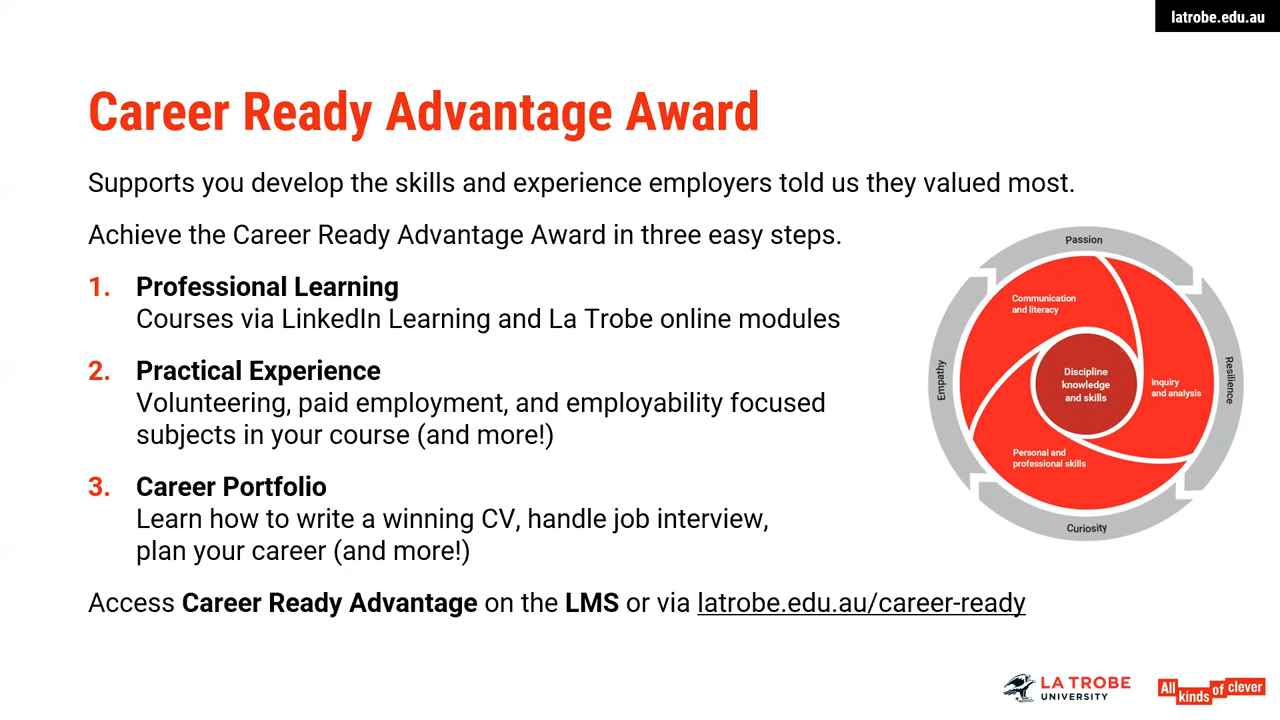 latrobe.edu.au
Career Ready Advantage Award
Supports you develop the skills and experience employers told us they valued most.
Achieve the Career Ready Advantage Award in three easy steps.
1. Professional Learning
Courses via LinkedIn Learning and La Trobe online modules
2. Practical Experience
Volunteering, paid employment, and employability focused
subjects in your course (and more!)
3. Career Portfolio
Learn how to write a winning CV, handle job interview,
plan your career (and more!)
Access Career Ready Advantage on the LMS or via latrobe.edu.au/career-ready
Passion
Communication
and literacy
Empathy
Discipline
knowledge
and skills
Inquiry
and analysis
Resilience
Personal and
professional skills
Curiosity
LA TROBE
UNIVERSITY
All kinds of clever